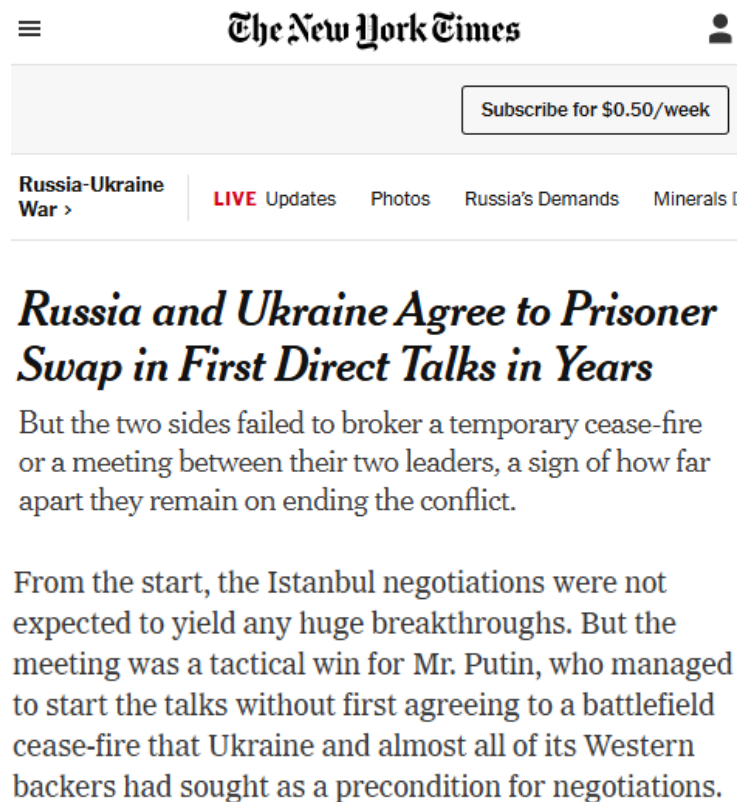 The New York Times
Subscribe for $0.50/week
Russia-Ukraine
War >
LIVE Updates Photos Russia's Demands Minerals
Russia and Ukraine Agree to Prisoner
Swap in First Direct Talks in Years
But the two sides failed to broker a temporary cease-fire
or a meeting between their two leaders, a sign of how far
apart they remain on ending the conflict.
From the start, the Istanbul negotiations were not
expected to yield any huge breakthroughs. But the
meeting was a tactical win for Mr. Putin, who managed
to start the talks without first agreeing to a battlefield
cease-fire that Ukraine and almost all of its Western
backers had sought as a precondition for negotiations.